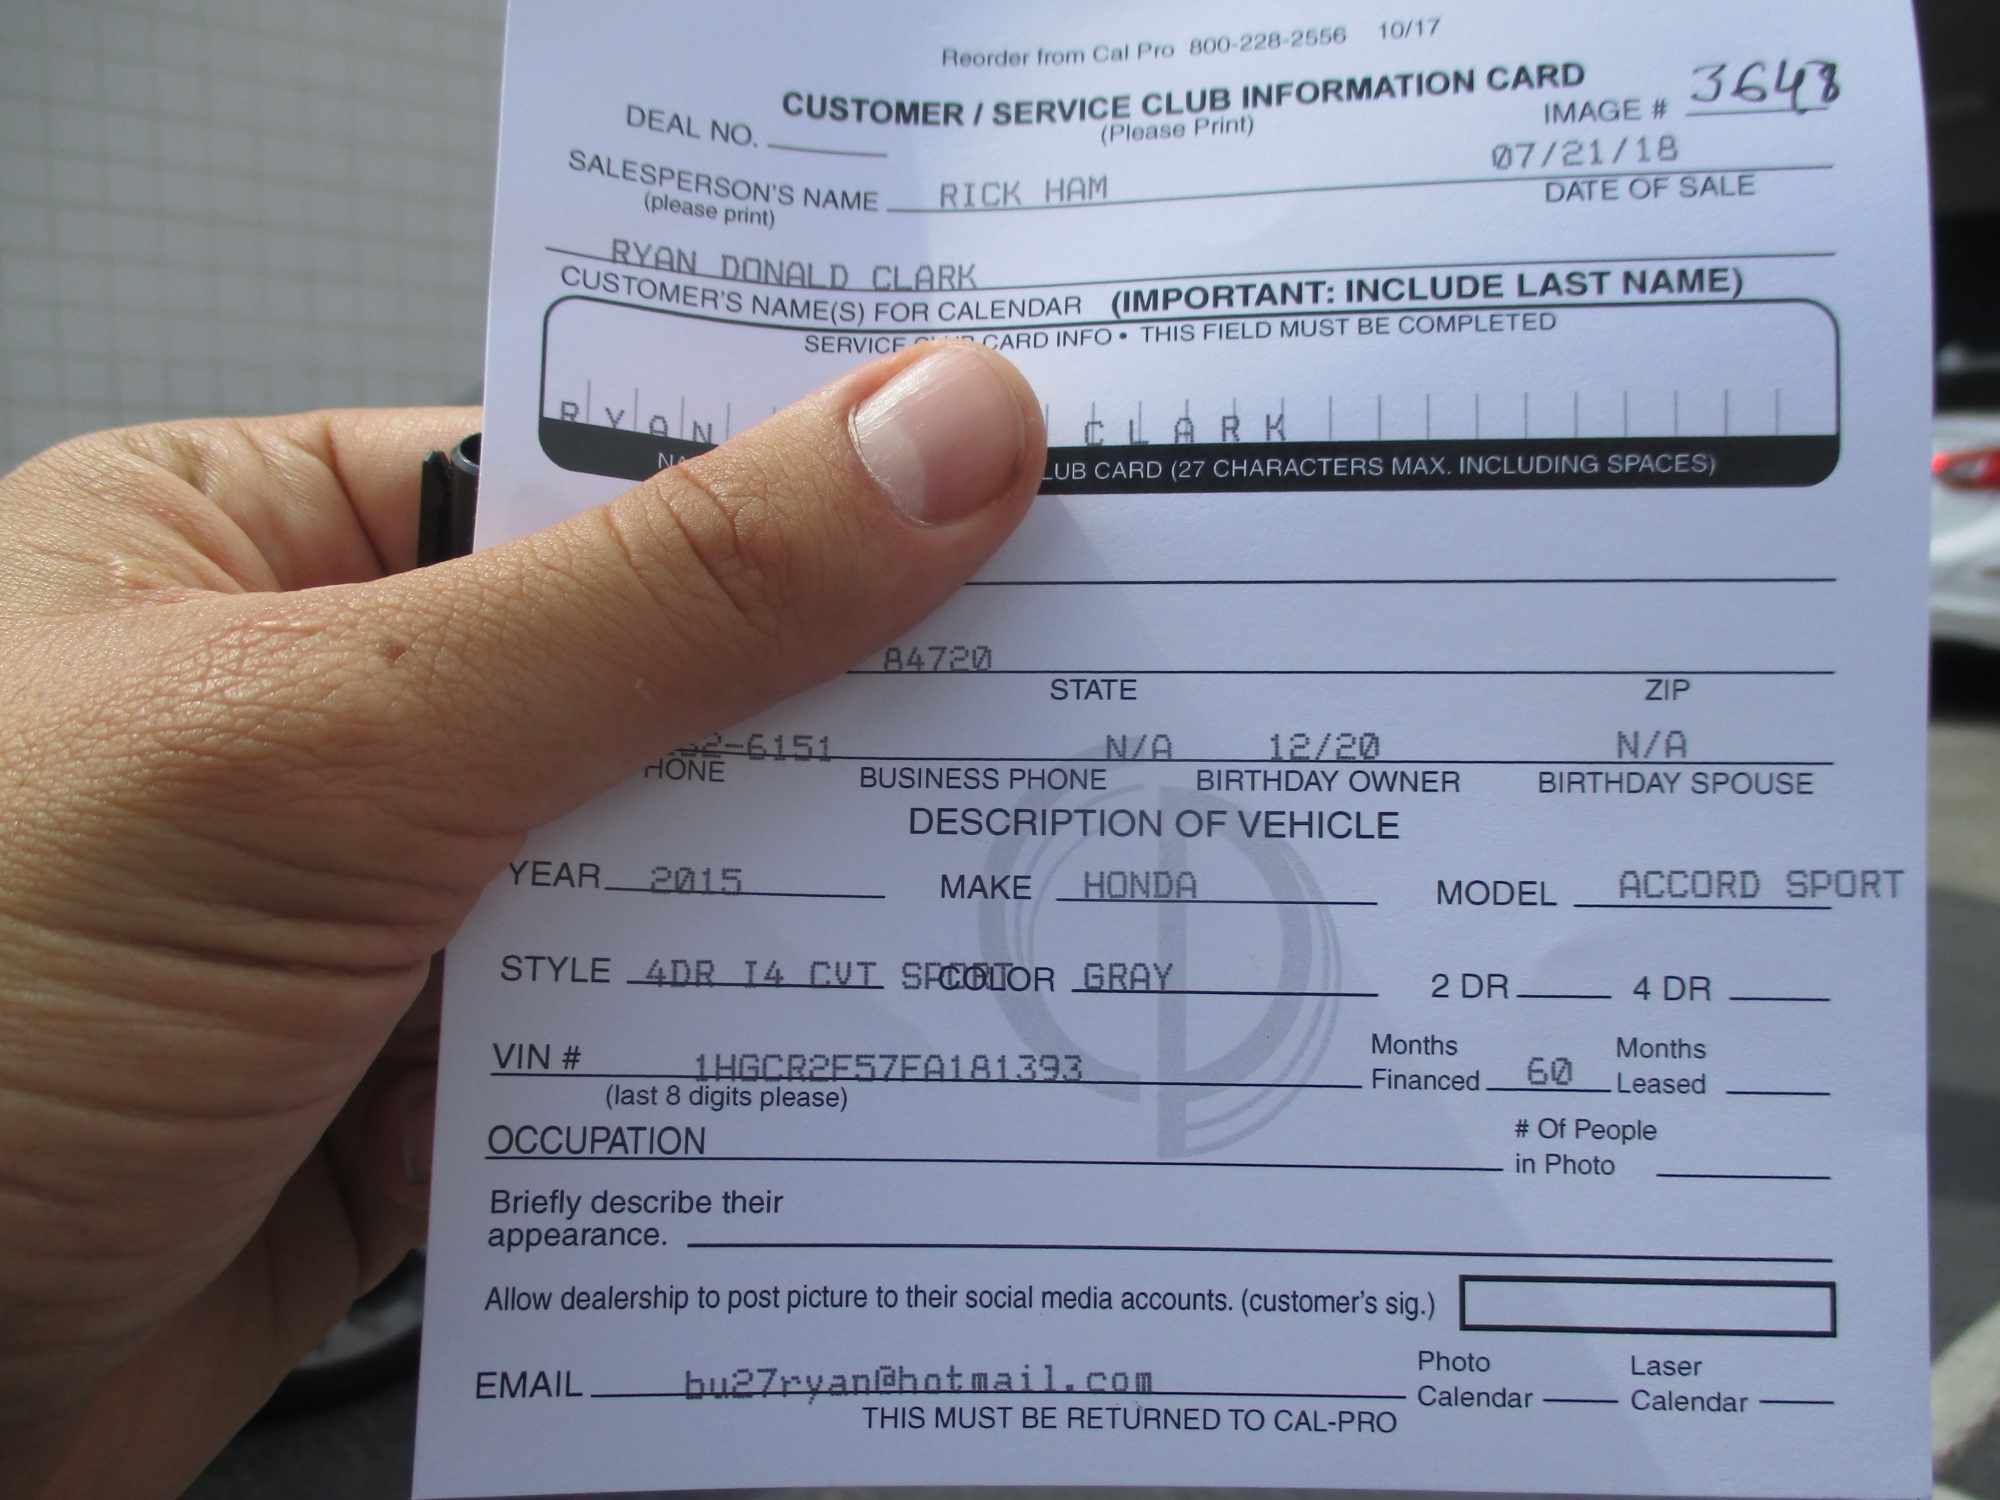 Reorder from Cal Pro 800-228-2556 10/17
CUSTOMER / SERVICE CLUB INFORMATION CARD
(Please Print)
DEAL NO.
IMAGE # 3648
SALESPERSON'S NAME RICK HAM 07/21/18
(please print)
DATE OF SALE
RYAN DONALD CLARK
CUSTOMER'S NAME(S) FOR CALENDAR (IMPORTANT: INCLUDE LAST NAME)
SERVICE CARD INFO • THIS FIELD MUST BE COMPLETED
RYAN CLARK
CARD (27 CHARACTERS MAX. INCLUDING SPACES)
84720
STATE ZIP
-6151 N/A 12/20 N/A
BUSINESS PHONE BIRTHDAY OWNER BIRTHDAY SPOUSE
DESCRIPTION OF VEHICLE
YEAR 2015 MAKE HONDA MODEL ACCORD SPORT
STYLE 4DR I4 CVT SPORT COLOR GRAY 2 DR 4 DR
VIN # 1HGCR2F57FA181393
(last 8 digits please)
Months Financed 60 Months Leased
OCCUPATION
# Of People
in Photo
Briefly describe their
appearance.
Allow dealership to post picture to their social media accounts. (customer's sig.)
EMAIL bu27ryan@hotmail.com
Photo Calendar Laser Calendar
THIS MUST BE RETURNED TO CAL-PRO